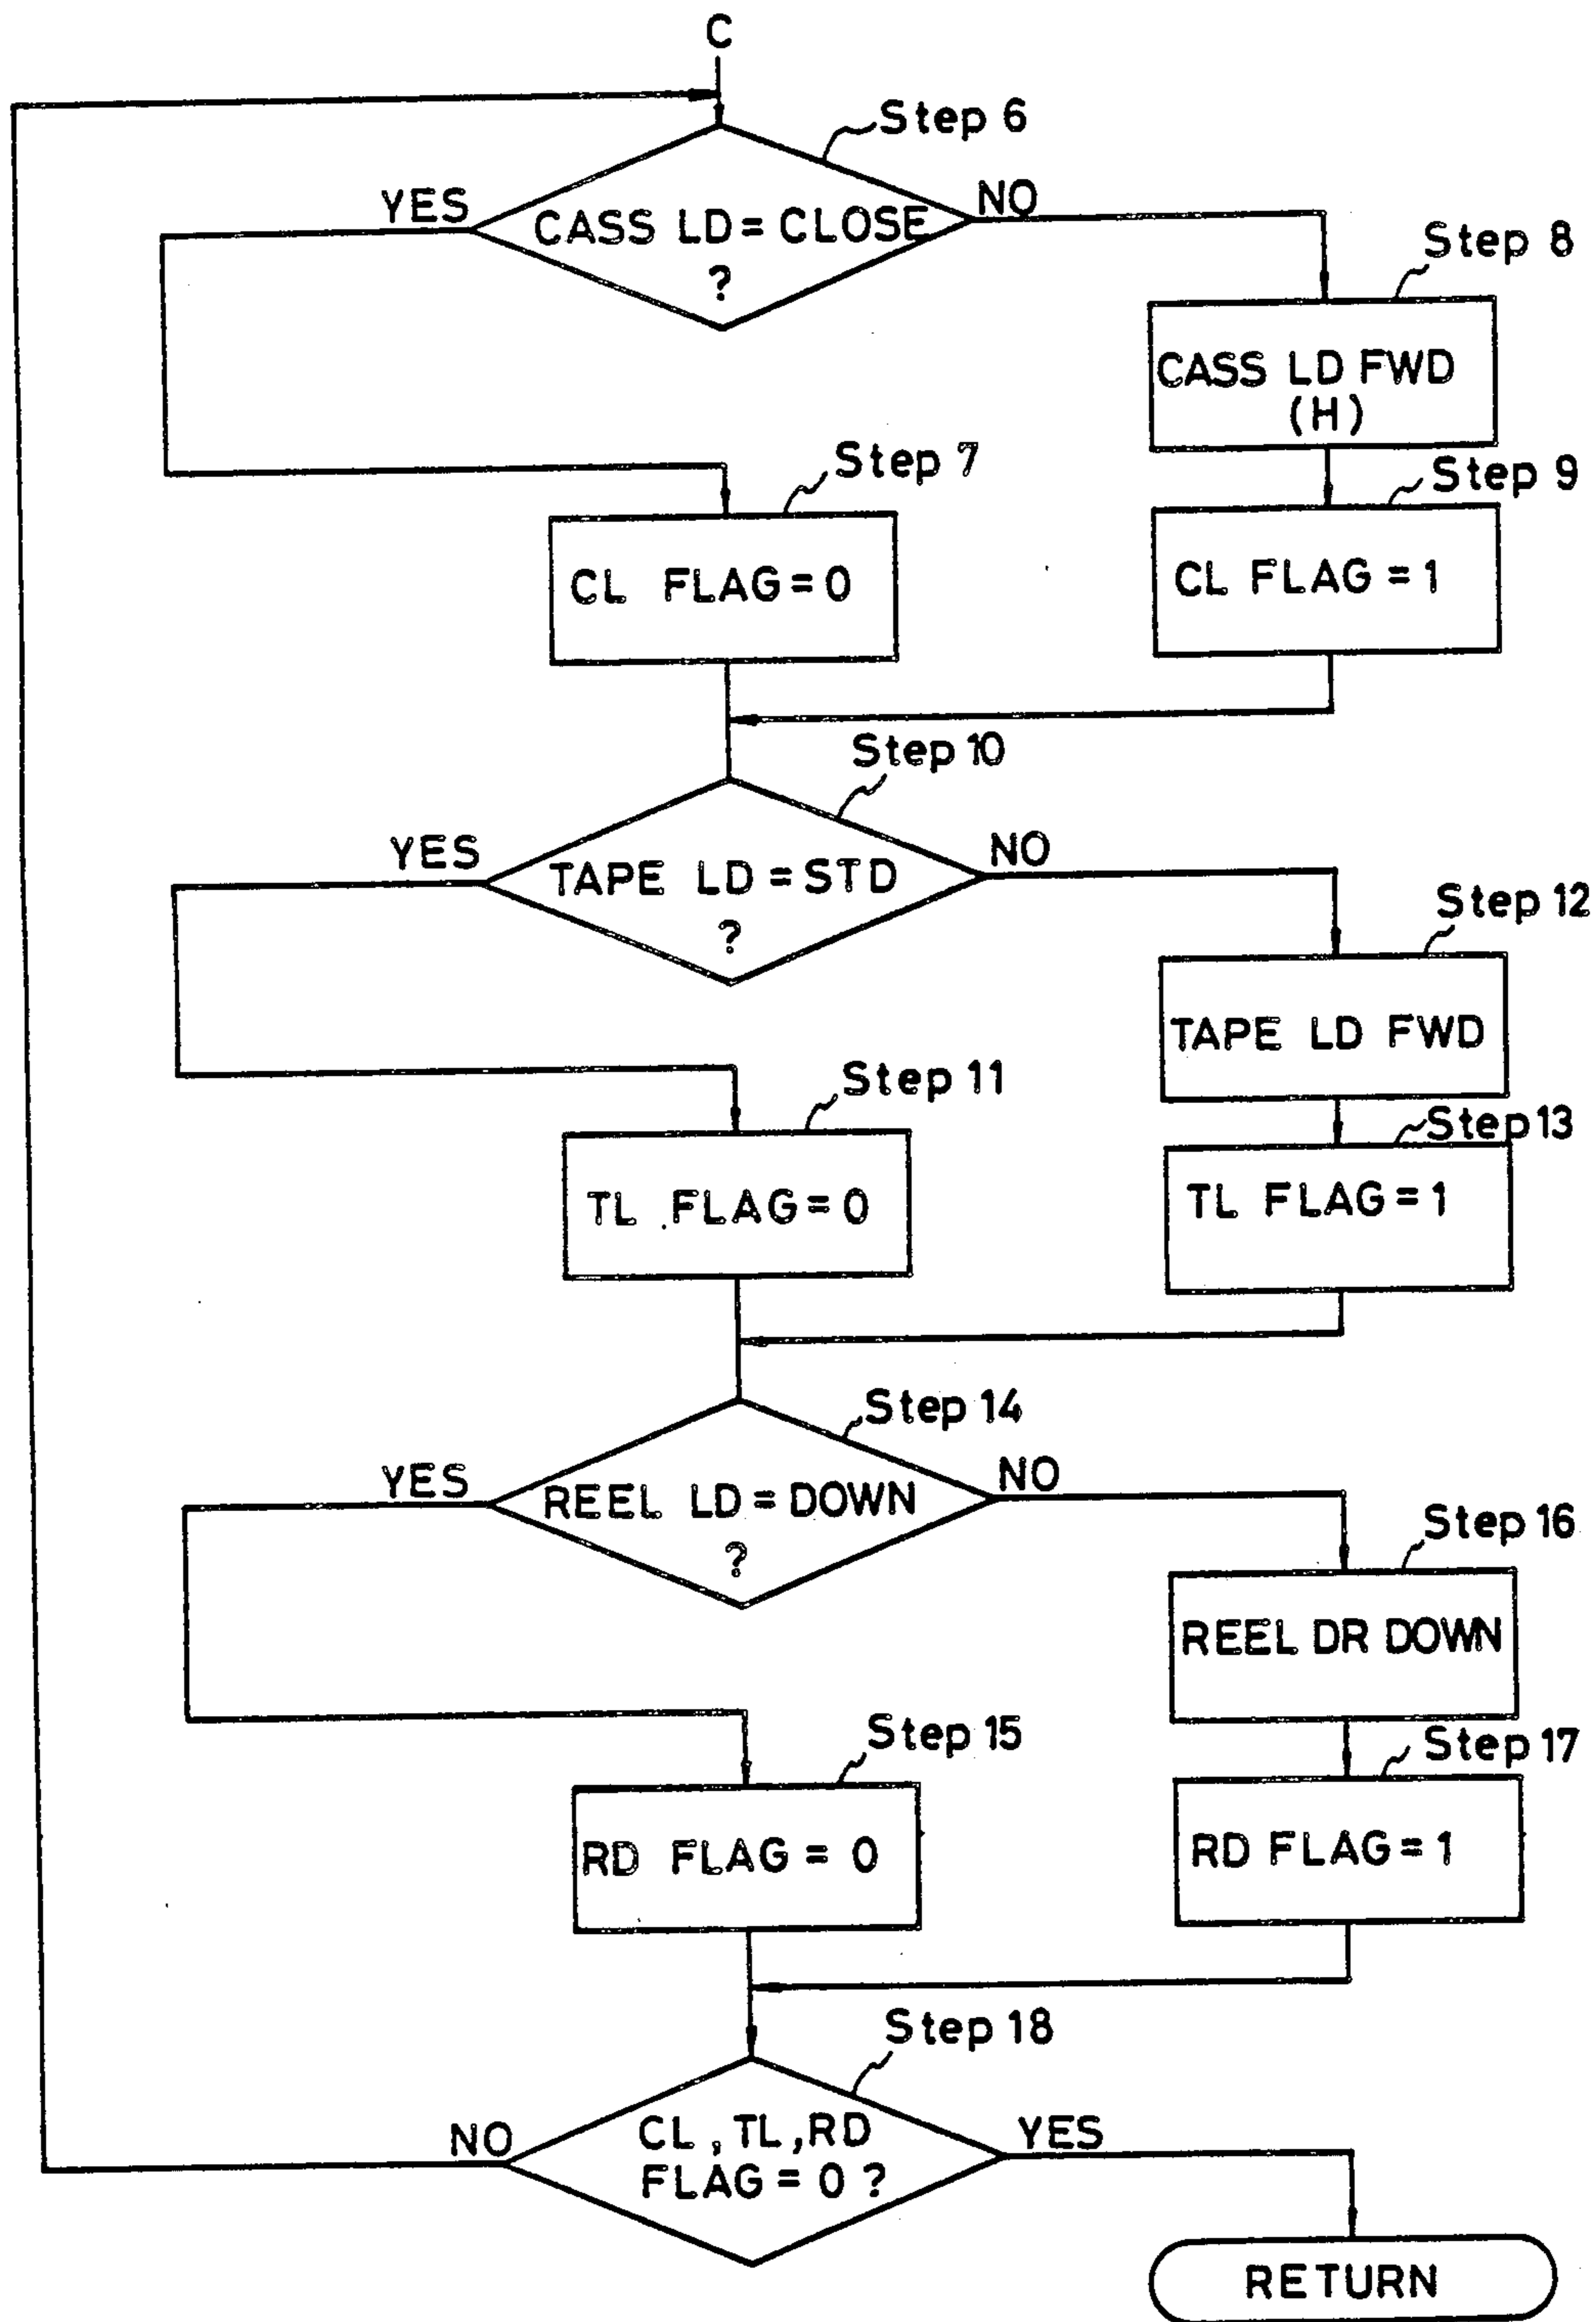 C
Step 6
YES
NO
CASS LD = CLOSE
?
Step 8
CASS LD FWD
(H)
Step 7
Step 9
CL FLAG = 0
CL FLAG = 1
Step 10
YES
NO
TAPE LD = STD
?
Step 12
TAPE LD FWD
Step 11
Step 13
TL FLAG = 0
TL FLAG = 1
Step 14
YES
NO
REEL LD = DOWN
?
Step 16
REEL DR DOWN
Step 15
Step 17
RD FLAG = 0
RD FLAG = 1
Step 18
NO
YES
CL, TL, RD
FLAG = 0 ?
RETURN